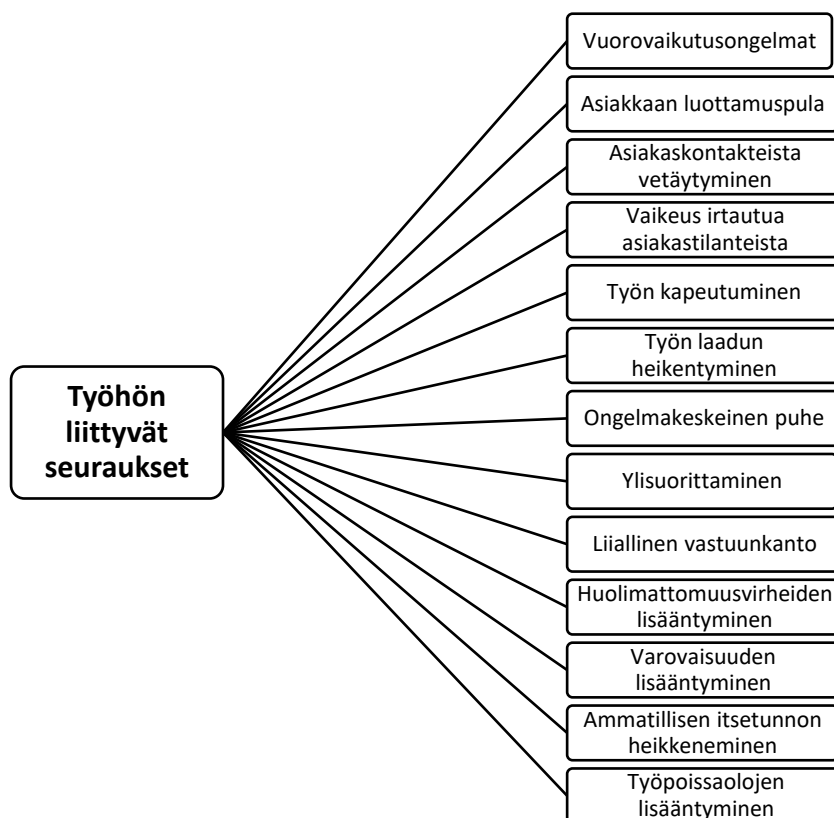 Työhön
liittyvät
seuraukset
Vuorovaikutusongelmat
Asiakkaan luottamuspula
Asiakaskontakteista
vetäytyminen
Vaikeus irtautua
asiakastilanteista
Työn kapeutuminen
Työn laadun
heikentyminen
Ongelmakeskeinen puhe
Ylisuorittaminen
Liiallinen vastuunkanto
Huolimattomuusvirheiden
lisääntyminen
Varovaisuuden
lisääntyminen
Ammatillisen itsetunnon
heikkeneminen
Työpoissaolojen
lisääntyminen